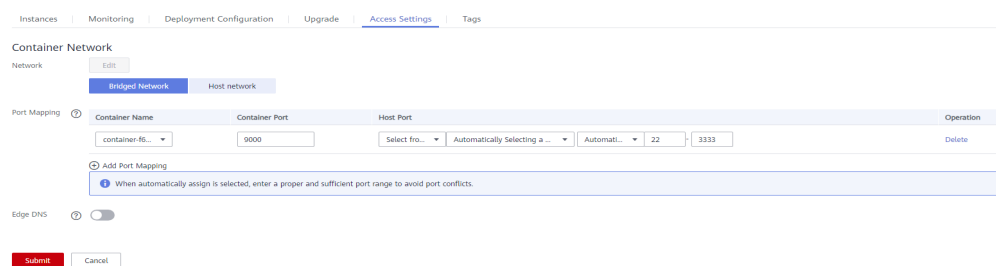 Instances Monitoring Deployment Configuration Upgrade Access Settings Tags
Container Network
Network Edit
Bridged Network Host network
Port Mapping ? Container Name Container Port Host Port Operation
container-f6... 9000 Select fro... Automatically Selecting a ... Automati... 22 - 3333 Delete
Add Port Mapping
When automatically assign is selected, enter a proper and sufficient port range to avoid port conflicts.
Edge DNS ?
Submit Cancel